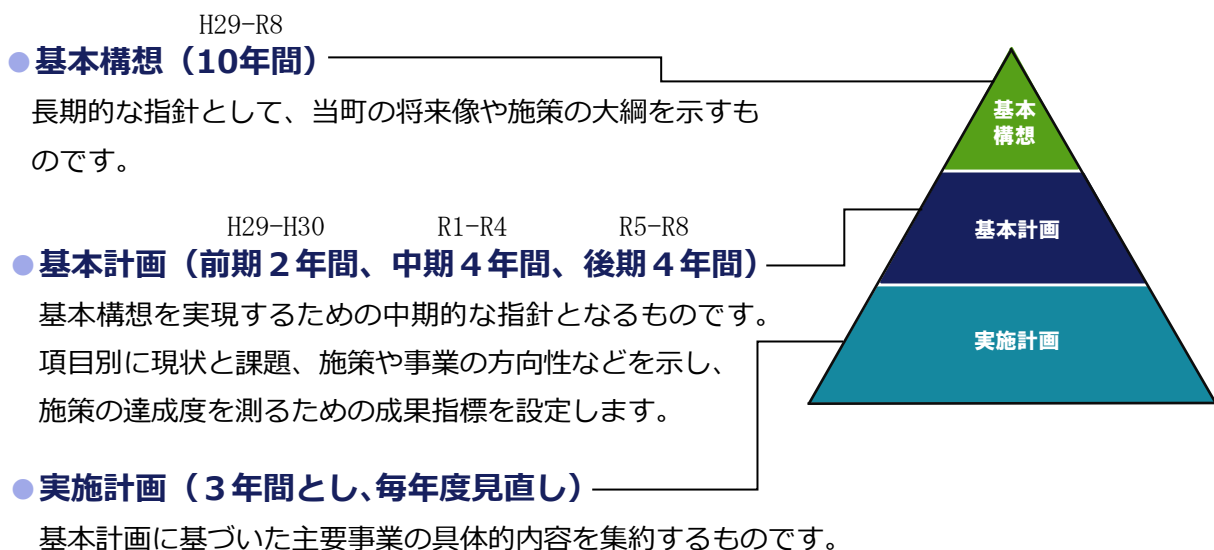 H29-R8
●基本構想（10年間）
長期的な指針として、当町の将来像や施策の大綱を示すも
のです。
H29-H30 R1-R4 R5-R8
●基本計画（前期２年間、中期４年間、後期４年間）
基本構想を実現するための中期的な指針となるものです。
項目別に現状と課題、施策や事業の方向性などを示し、
施策の達成度を測るための成果指標を設定します。
●実施計画（３年間とし、毎年度見直し）
基本計画に基づいた主要事業の具体的内容を集約するものです。
基本
構想
基本計画
実施計画